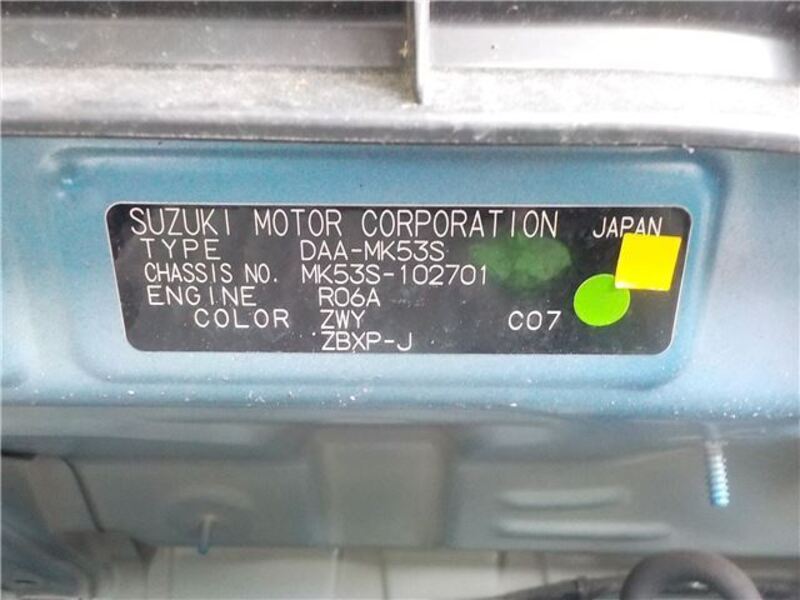 SUZUKI MOTOR CORPORATION JAPAN
TYPE DAA-MK53S
CHASSIS NO. MK53S-102701
ENGINE R06A
COLOR ZWY C07
ZBXP-J